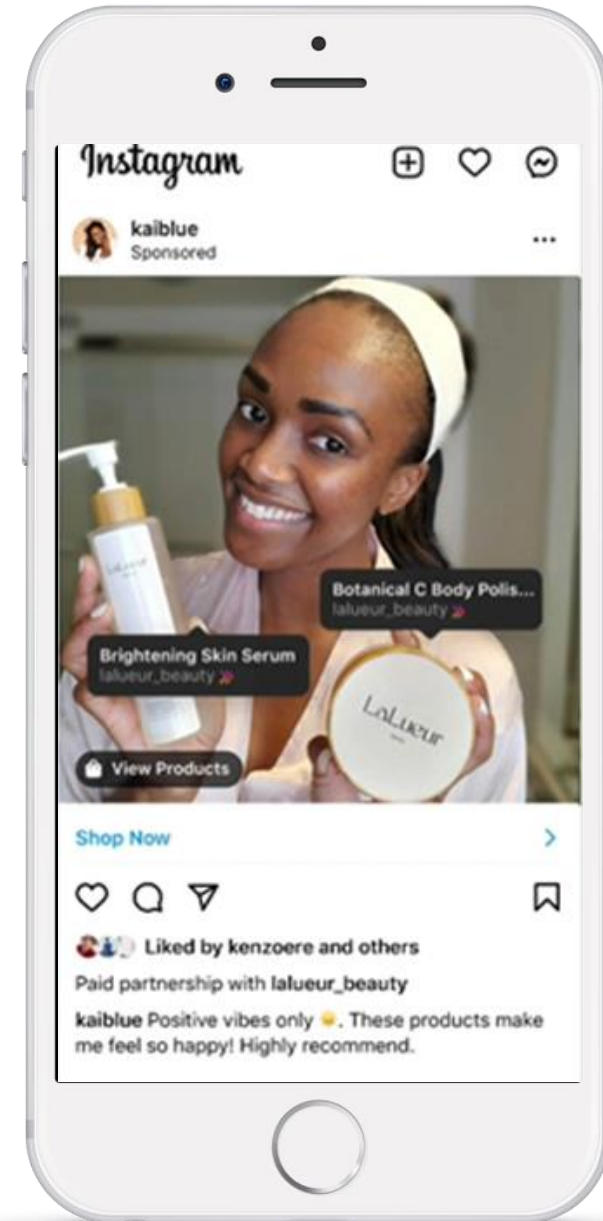 Instagram
kaiblue
Sponsored
LaLueur
Botanical C Body Polis...
lalueur_beauty
Brightening Skin Serum
lalueur_beauty
LaLueur
View Products
Shop Now
Liked by kenzoere and others
Paid partnership with lalueur_beauty
kaiblue Positive vibes only 😊. These products make
me feel so happy! Highly recommend.